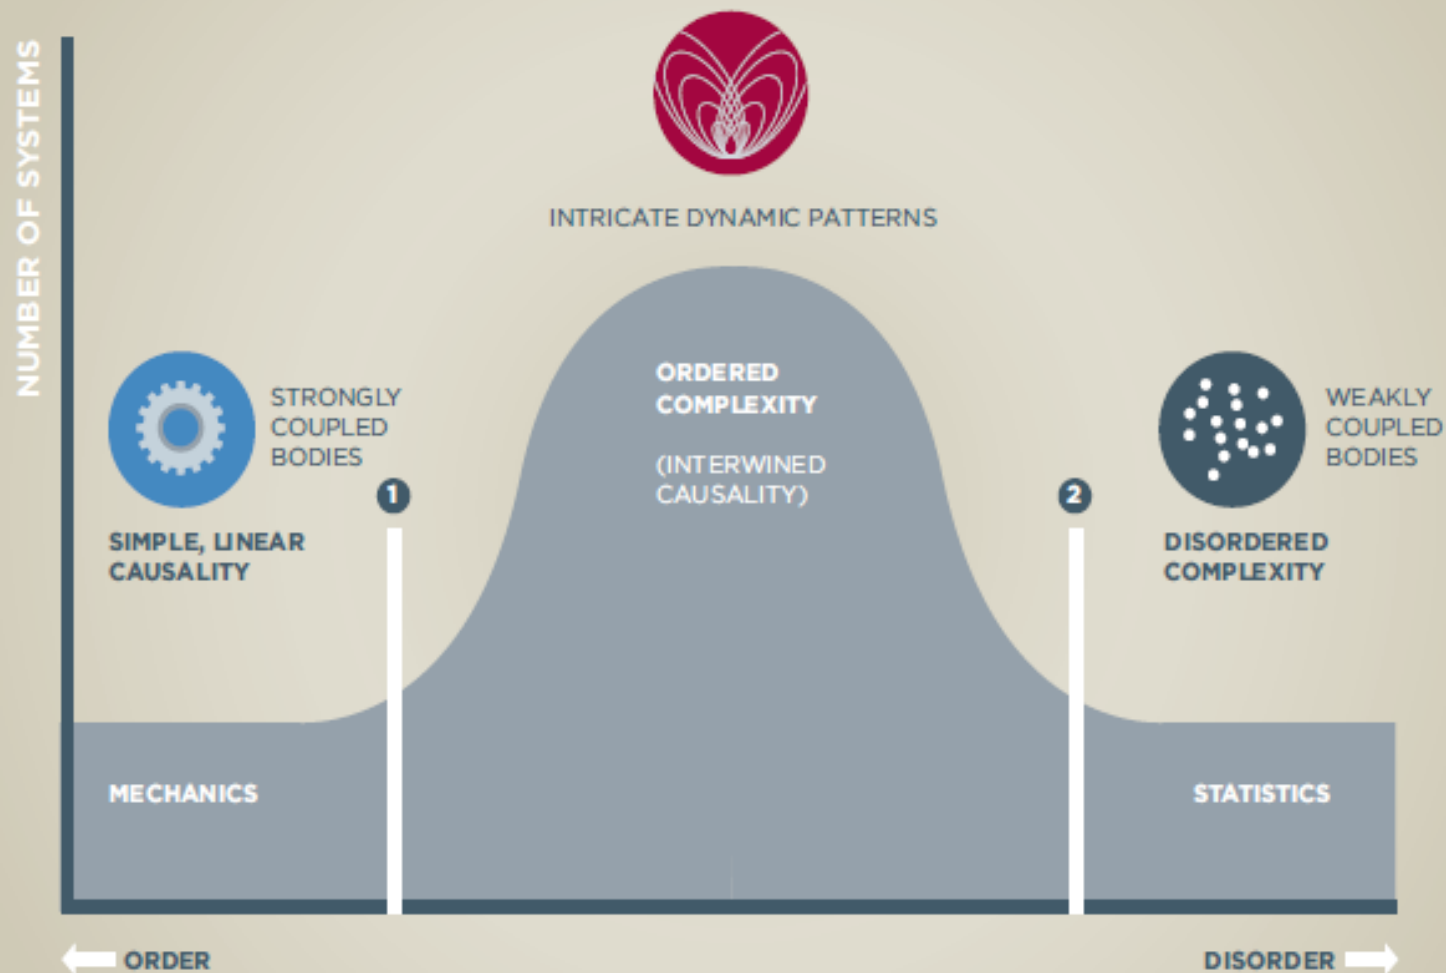 NUMBER OF SYSTEMS
INTRICATE DYNAMIC PATTERNS
STRONGLY
COUPLED
BODIES
SIMPLE, LINEAR
CAUSALITY
1
ORDERED
COMPLEXITY
(INTERWINED
CAUSALITY)
2
WEAKLY
COUPLED
BODIES
DISORDERED
COMPLEXITY
MECHANICS
STATISTICS
ORDER
DISORDER